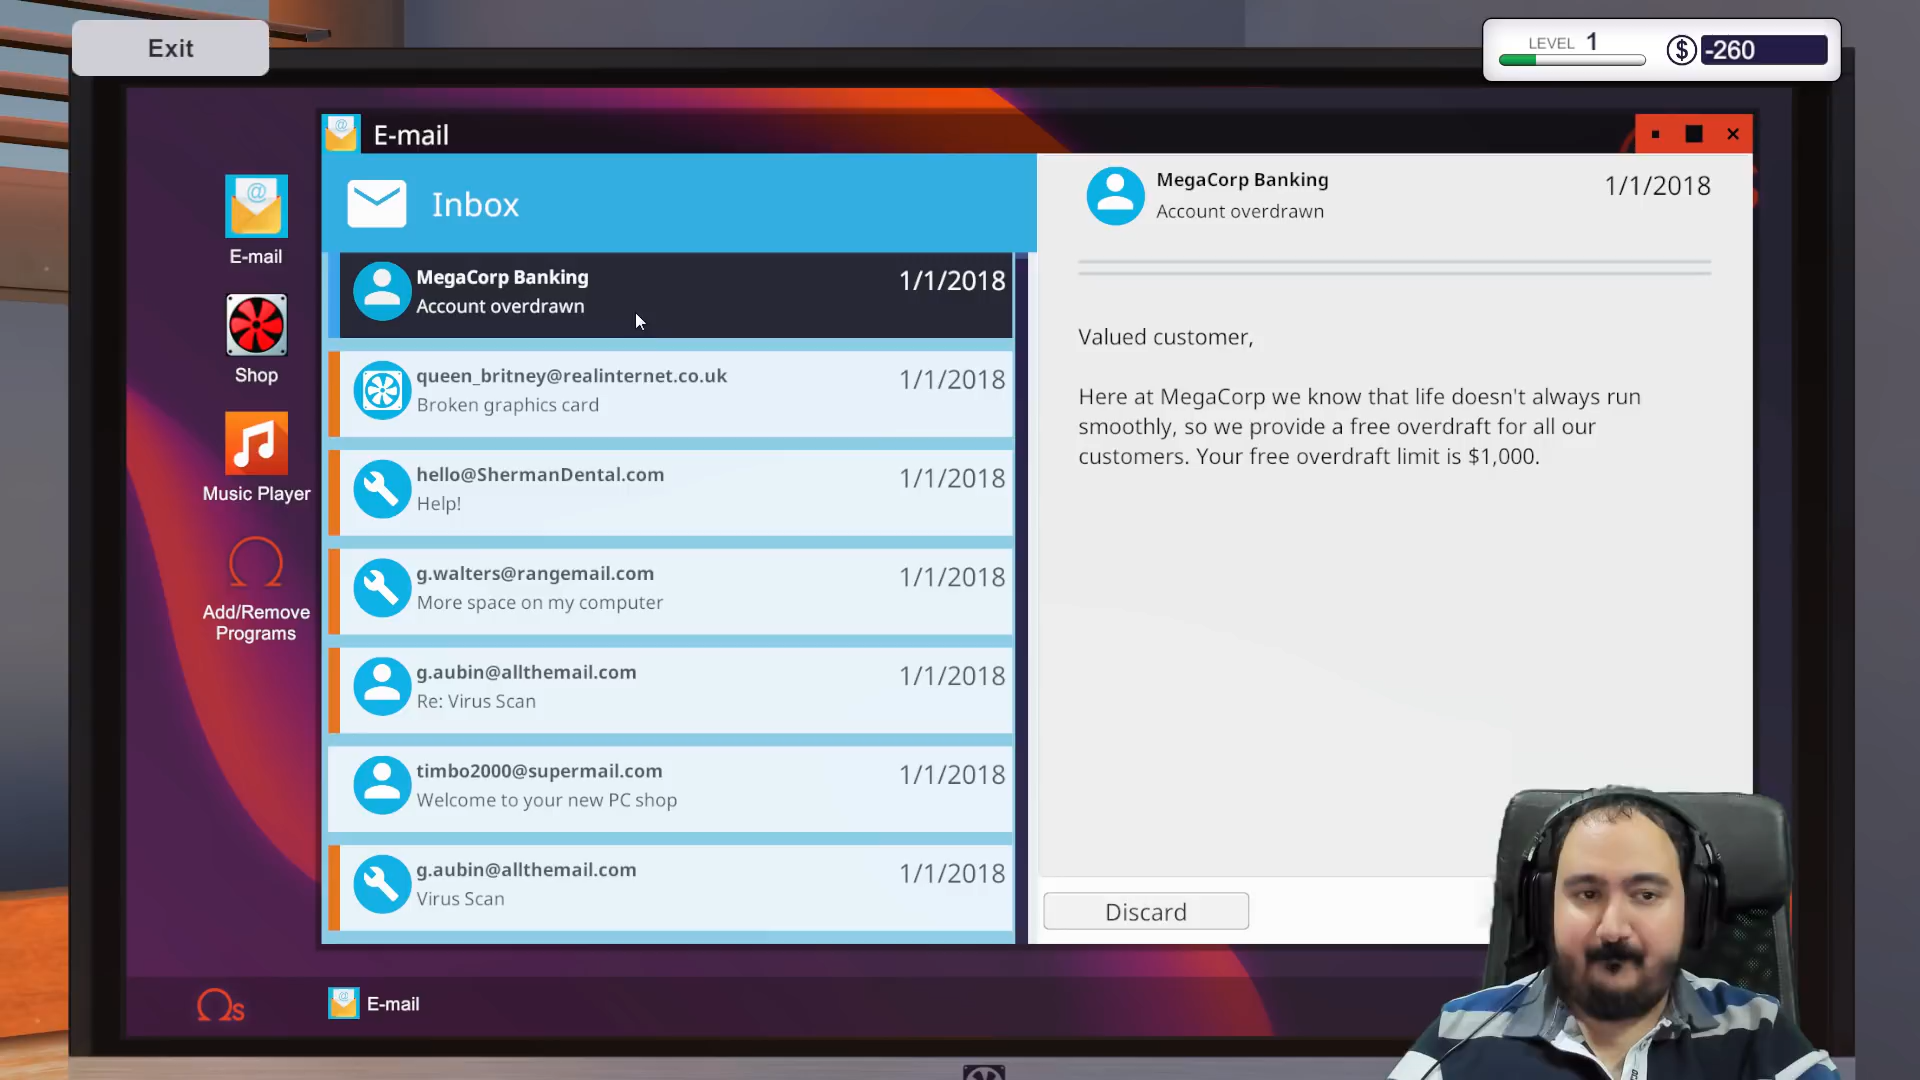 Exit
LEVEL 1
$ -260
E-mail
E-mail
Shop
Music Player
Add/Remove
Programs
Inbox
MegaCorp Banking
1/1/2018
Account overdrawn
queen_britney@realinternet.co.uk
1/1/2018
Broken graphics card
hello@ShermanDental.com
1/1/2018
Help!
g.walters@rangemail.com
1/1/2018
More space on my computer
g.aubin@allthemail.com
1/1/2018
Re: Virus Scan
timbo2000@supermail.com
1/1/2018
Welcome to your new PC shop
g.aubin@allthemail.com
1/1/2018
Virus Scan
MegaCorp Banking
1/1/2018
Account overdrawn
Valued customer,
Here at MegaCorp we know that life doesn't always run
smoothly, so we provide a free overdraft for all our
customers. Your free overdraft limit is $1,000.
Discard
Ωs
E-mail